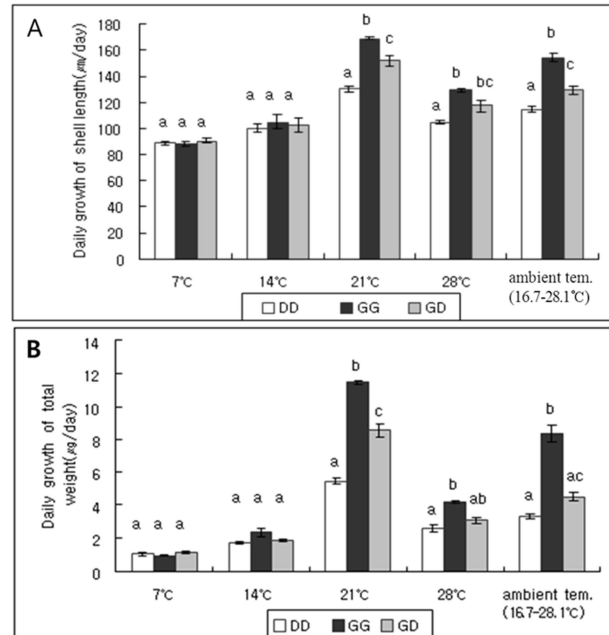 A
Daily growth of shell length(㎛/day)
180
160
140
120
100
80
60
40
20
0
a a a
a a a
a b c
a b bc
a b c
7℃ 14℃ 21℃ 28℃ ambient tem.
(16.7-28.1℃)
DD GG GD
B
Daily growth of total
weight(㎍/day)
14
12
10
8
6
4
2
0
a a a
a a a
a b c
a b ab
a b ac
7℃ 14℃ 21℃ 28℃ ambient tem.
(16.7-28.1℃)
DD GG GD